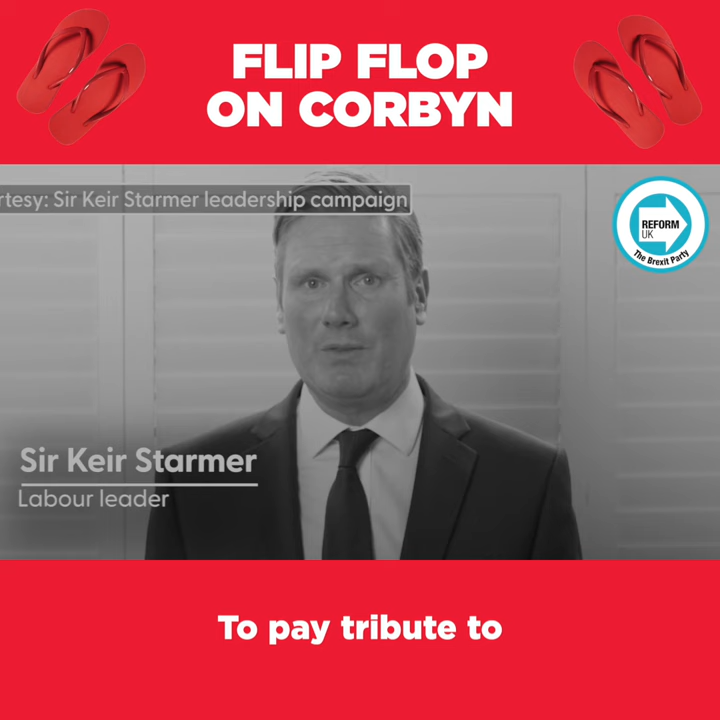 FLIP FLOP
ON CORBYN
rtesy: Sir Keir Starmer leadership campaign
REFORM
UK
The Brexit Party
Sir Keir Starmer
Labour leader
To pay tribute to